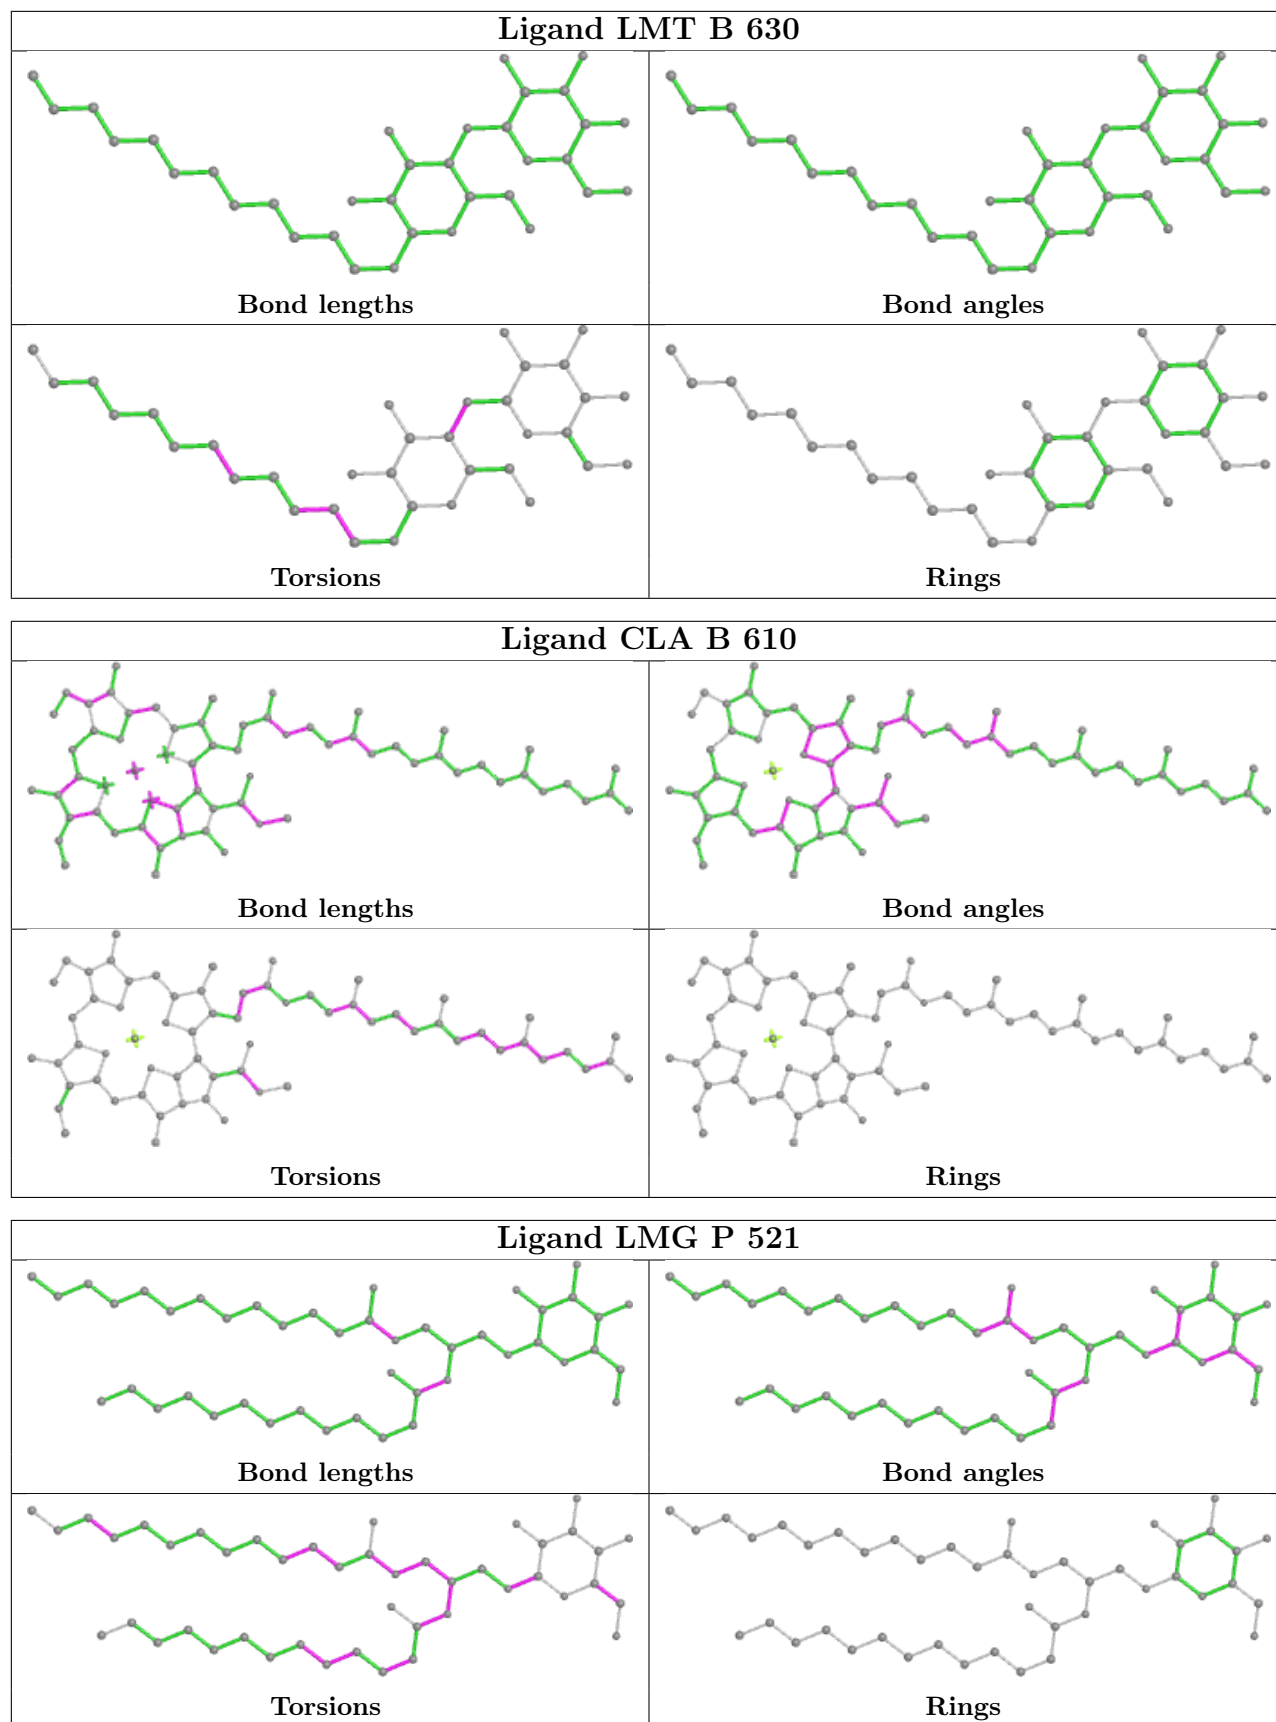 Ligand LMT B 630
Bond lengths
Bond angles
Torsions
Rings
Ligand CLA B 610
Bond lengths
Bond angles
Torsions
Rings
Ligand LMG P 521
Bond lengths
Bond angles
Torsions
Rings